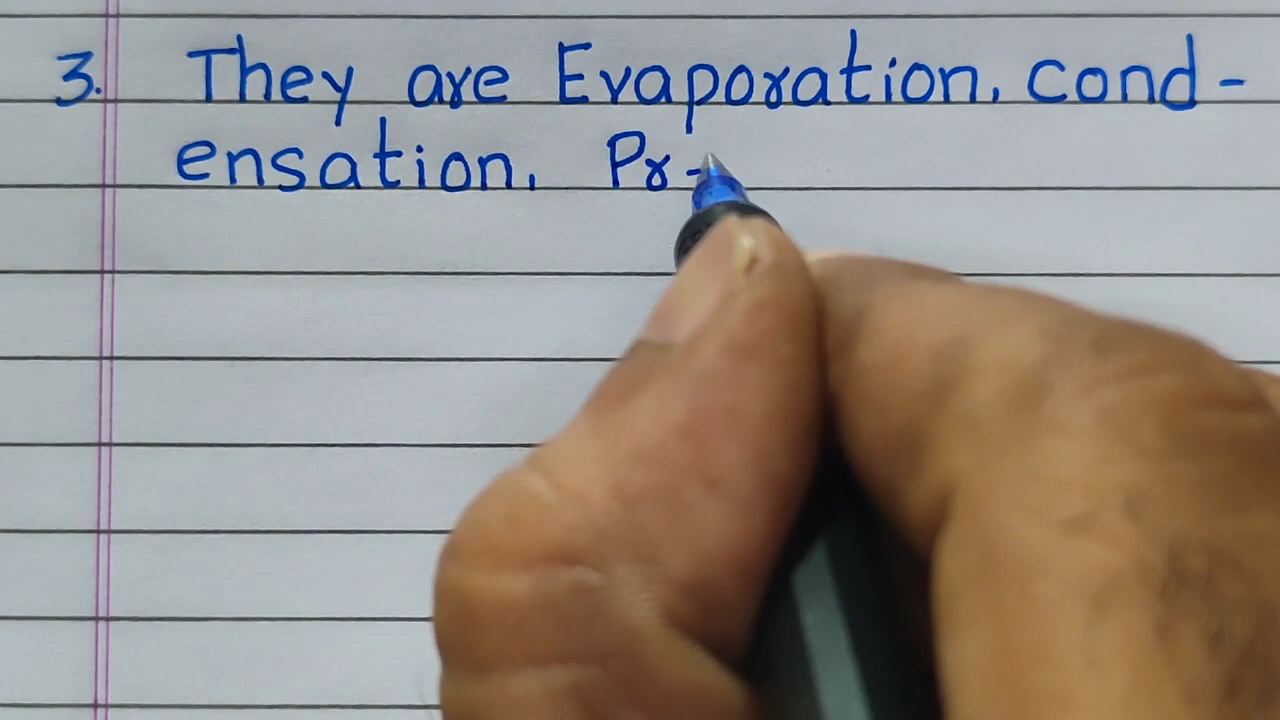 3. They are Evaporation, cond-
ensation, Pr